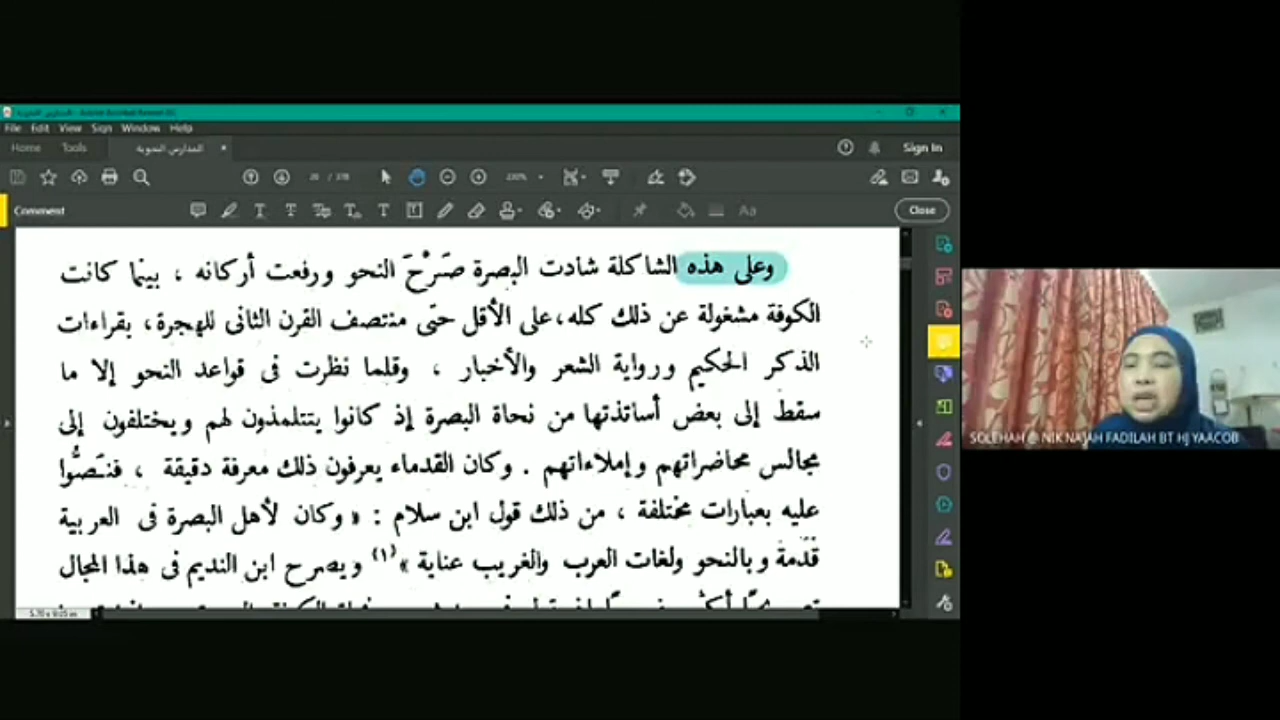 File Edit View Sign Window Help
Home Tools المدارس النحوية Sign In
Comment Close
وعلى هذه الشاكلة شادت البصرة صَرْحَ النحو ورفعت أركانه ، بينما كانت
الكوفة مشغولة عن ذلك كله، على الأقل حتى منتصف القرن الثانى للهجرة، بقراءات
الذكر الحكيم ورواية الشعر والأخبار ، وقلما نظرت فى قواعد النحو إلا ما
سقط إلى بعض أساتذتها من نحاة البصرة إذ كانوا يتتلمذون لهم ويختلفون إلى
مجالس محاضراتهم وإملاءاتهم . وكان القدماء يعرفون ذلك معرفة دقيقة ، فنَصُّوا
عليه بعبارات مختلفة ، من ذلك قول ابن سلام : « وكان لأهل البصرة فى العربية
قُدْمة وبالنحو ولغات العرب والغريب عناية »(١) ويصرح ابن النديم فى هذا المجال
SOLEHAH @ NIK NAJAH FADILAH BT HJ YAACOB